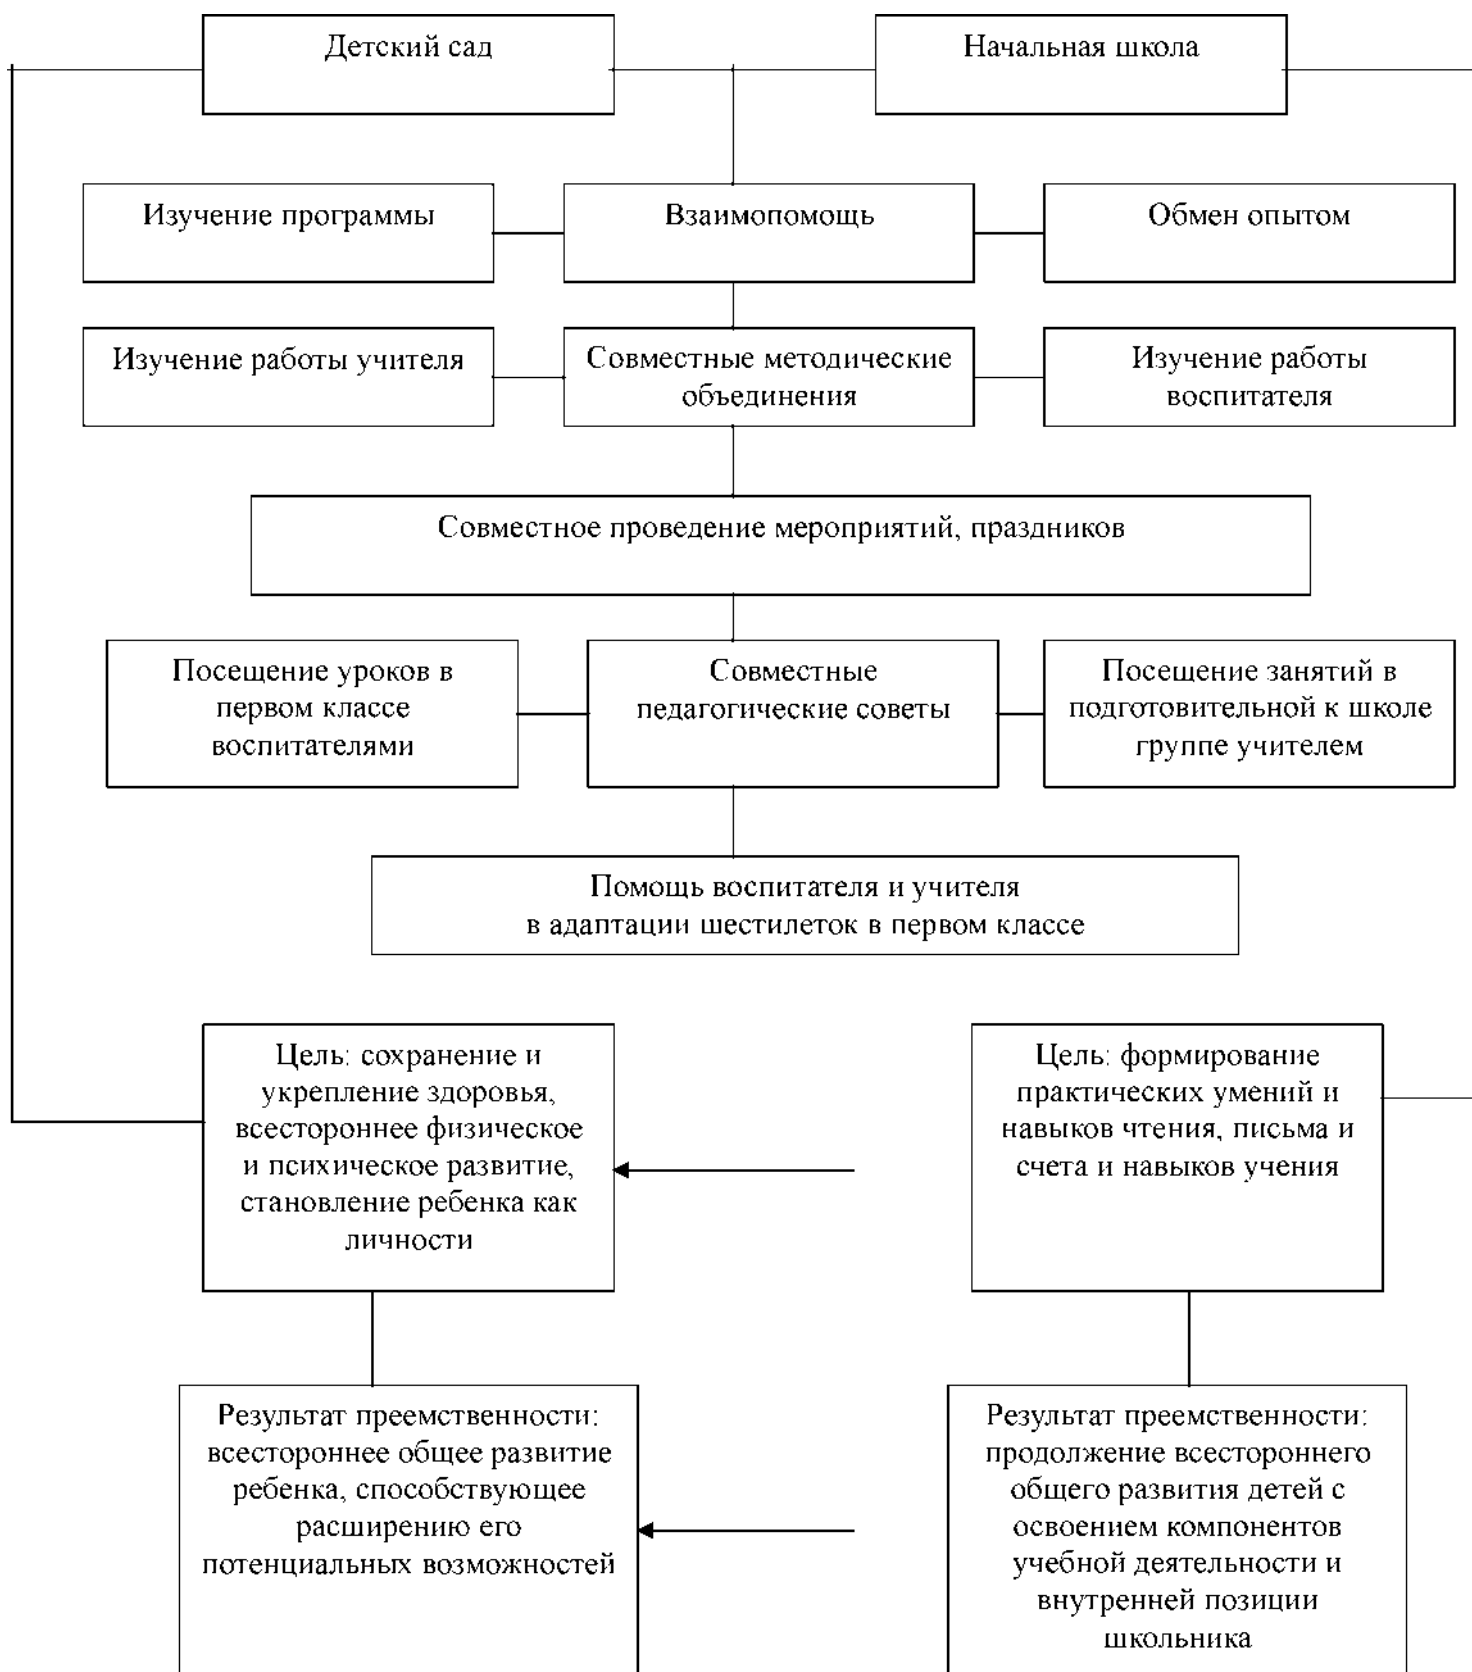 Детский сад
Начальная школа
Изучение программы
Взаимопомощь
Обмен опытом
Изучение работы учителя
Совместные методические
объединения
Изучение работы
воспитателя
Совместное проведение мероприятий, праздников
Посещение уроков в
первом классе
воспитателями
Совместные
педагогические советы
Посещение занятий в
подготовительной к школе
группе учителем
Помощь воспитателя и учителя
в адаптации шестилеток в первом классе
Цель: сохранение и
укрепление здоровья,
всестороннее физическое
и психическое развитие,
становление ребенка как
личности
Цель: формирование
практических умений и
навыков чтения, письма и
счета и навыков учения
Результат преемственности:
всестороннее общее развитие
ребенка, способствующее
расширению его
потенциальных возможностей
Результат преемственности:
продолжение всестороннего
общего развития детей с
освоением компонентов
учебной деятельности и
внутренней позиции
школьника